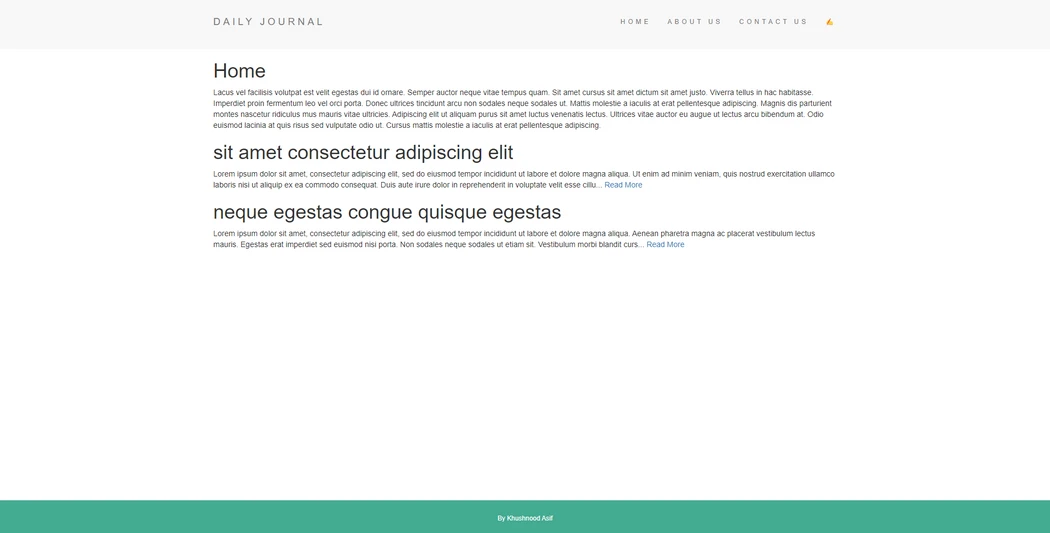 DAILY JOURNAL
HOME ABOUT US CONTACT US ✍
Home
Lacus vel facilisis volutpat est velit egestas dui id ornare. Semper auctor neque vitae tempus quam. Sit amet cursus sit amet dictum sit amet justo. Viverra tellus in hac habitasse.
Imperdiet proin fermentum leo vel orci porta. Donec ultrices tincidunt arcu non sodales neque sodales ut. Mattis molestie a iaculis at erat pellentesque adipiscing. Magnis dis parturient
montes nascetur ridiculus mus mauris vitae ultricies. Adipiscing elit ut aliquam purus sit amet luctus venenatis lectus. Ultrices vitae auctor eu augue ut lectus arcu bibendum at. Odio
euismod lacinia at quis risus sed vulputate odio ut. Cursus mattis molestie a iaculis at erat pellentesque adipiscing.
sit amet consectetur adipiscing elit
Lorem ipsum dolor sit amet, consectetur adipiscing elit, sed do eiusmod tempor incididunt ut labore et dolore magna aliqua. Ut enim ad minim veniam, quis nostrud exercitation ullamco
laboris nisi ut aliquip ex ea commodo consequat. Duis aute irure dolor in reprehenderit in voluptate velit esse cillu... Read More
neque egestas congue quisque egestas
Lorem ipsum dolor sit amet, consectetur adipiscing elit, sed do eiusmod tempor incididunt ut labore et dolore magna aliqua. Aenean pharetra magna ac placerat vestibulum lectus
mauris. Egestas erat imperdiet sed euismod nisi porta. Non sodales neque sodales ut etiam sit. Vestibulum morbi blandit curs... Read More
By Khushnood Asif